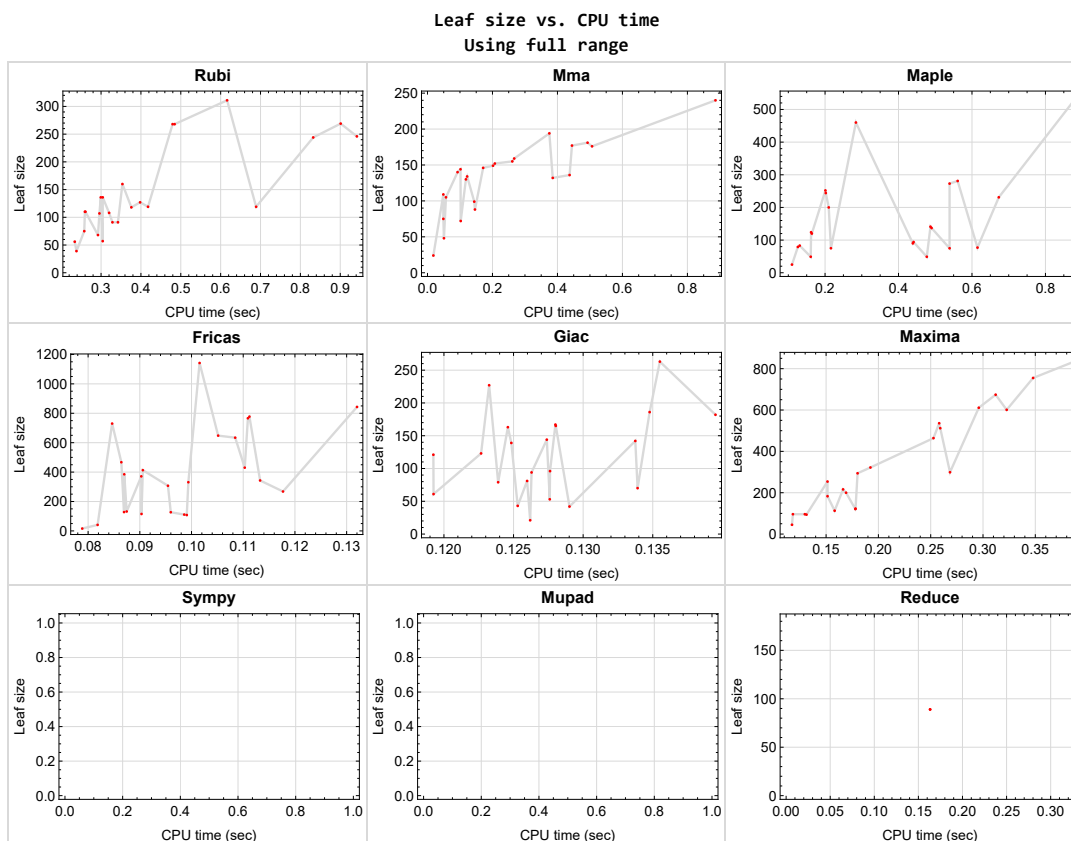 Leaf size vs. CPU time
Using full range
Rubi
Leaf size
300
250
200
150
100
50
0
0.3 0.4 0.5 0.6 0.7 0.8 0.9
CPU time (sec)
Mma
Leaf size
250
200
150
100
50
0
0.0 0.2 0.4 0.6 0.8
CPU time (sec)
Maple
Leaf size
500
400
300
200
100
0
0.2 0.4 0.6 0.8
CPU time (sec)
Fricas
Leaf size
1200
1000
800
600
400
200
0
0.08 0.09 0.10 0.11 0.12 0.13
CPU time (sec)
Giac
Leaf size
250
200
150
100
50
0
0.120 0.125 0.130 0.135
CPU time (sec)
Maxima
Leaf size
800
600
400
200
0
0.15 0.20 0.25 0.30 0.35
CPU time (sec)
Sympy
Leaf size
1.0
0.8
0.6
0.4
0.2
0.0
0.0 0.2 0.4 0.6 0.8 1.0
CPU time (sec)
Mupad
Leaf size
1.0
0.8
0.6
0.4
0.2
0.0
0.0 0.2 0.4 0.6 0.8 1.0
CPU time (sec)
Reduce
Leaf size
150
100
50
0
0.00 0.05 0.10 0.15 0.20 0.25 0.30
CPU time (sec)